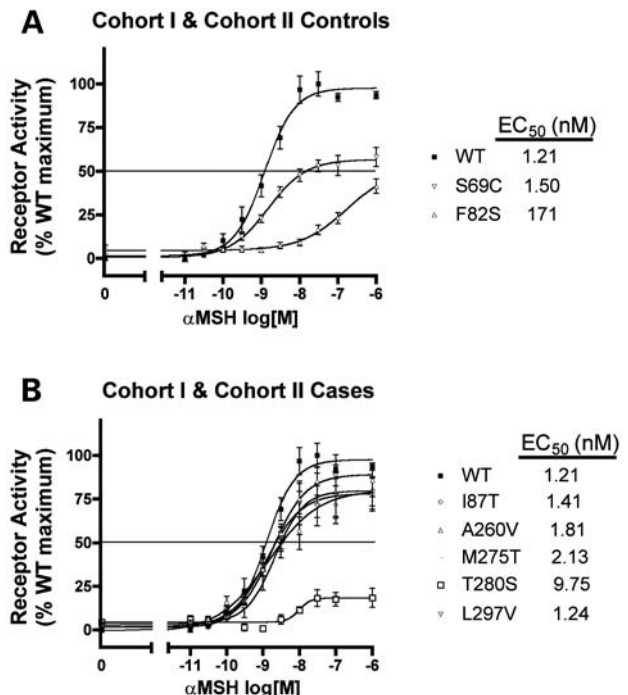 A
Cohort I & Cohort II Controls
Receptor Activity
(% WT maximum)
100
75
50
25
0
0
-11
-10
-9
-8
-7
-6
αMSH log[M]
EC50 (nM)
WT 1.21
S69C 1.50
F82S 171
B
Cohort I & Cohort II Cases
Receptor Activity
(% WT maximum)
100
75
50
25
0
0
-11
-10
-9
-8
-7
-6
αMSH log[M]
EC50 (nM)
WT 1.21
I87T 1.41
A260V 1.81
M275T 2.13
T280S 9.75
L297V 1.24